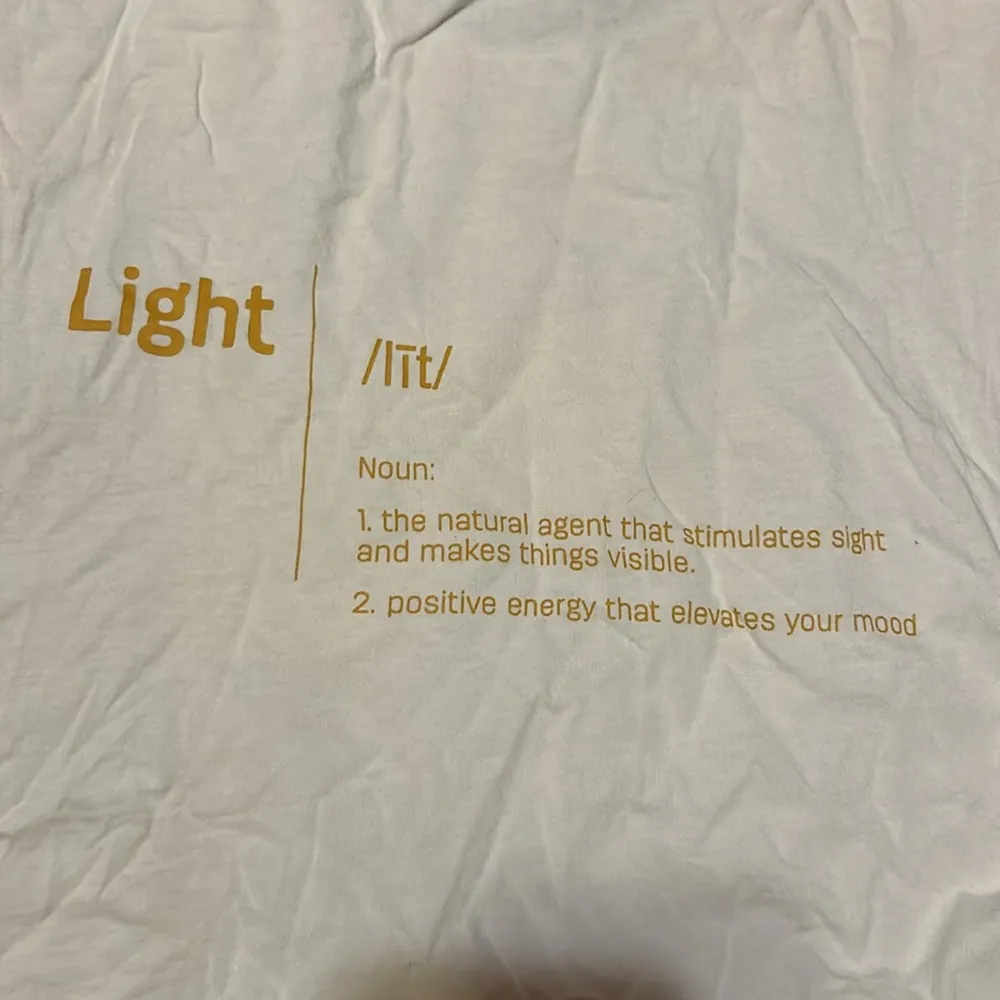 Light
/līt/
Noun:
1. the natural agent that stimulates sight
and makes things visible.
2. positive energy that elevates your mood